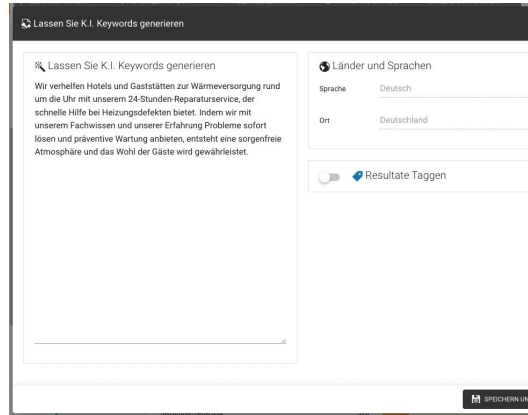 Lassen Sie K.I. Keywords generieren
Lassen Sie K.I. Keywords generieren
Wir verhelfen Hotels und Gaststätten zur Wärmeversorgung rund
um die Uhr mit unserem 24-Stunden-Reparaturservice, der
schnelle Hilfe bei Heizungsdefekten bietet. Indem wir mit
unserem Fachwissen und unserer Erfahrung Probleme sofort
lösen und präventive Wartung anbieten, entsteht eine sorgenfreie
Atmosphäre und das Wohl der Gäste wird gewährleistet.
Länder und Sprachen
Sprache Deutsch
Ort Deutschland
Resultate Taggen
SPEICHERN UN